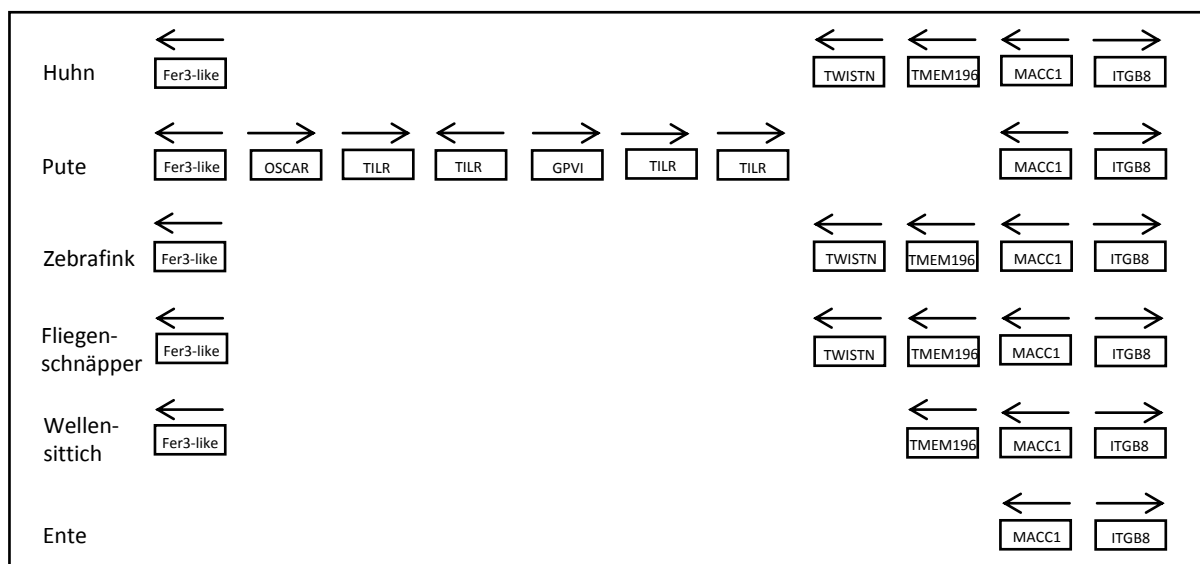 Huhn Fer3-like TWISTN TMEM196 MACC1 ITGB8
Pute Fer3-like OSCAR TILR TILR GPVI TILR TILR MACC1 ITGB8
Zebrafink Fer3-like TWISTN TMEM196 MACC1 ITGB8
Fliegen-
schnäpper Fer3-like TWISTN TMEM196 MACC1 ITGB8
Wellen-
sittich Fer3-like TMEM196 MACC1 ITGB8
Ente MACC1 ITGB8